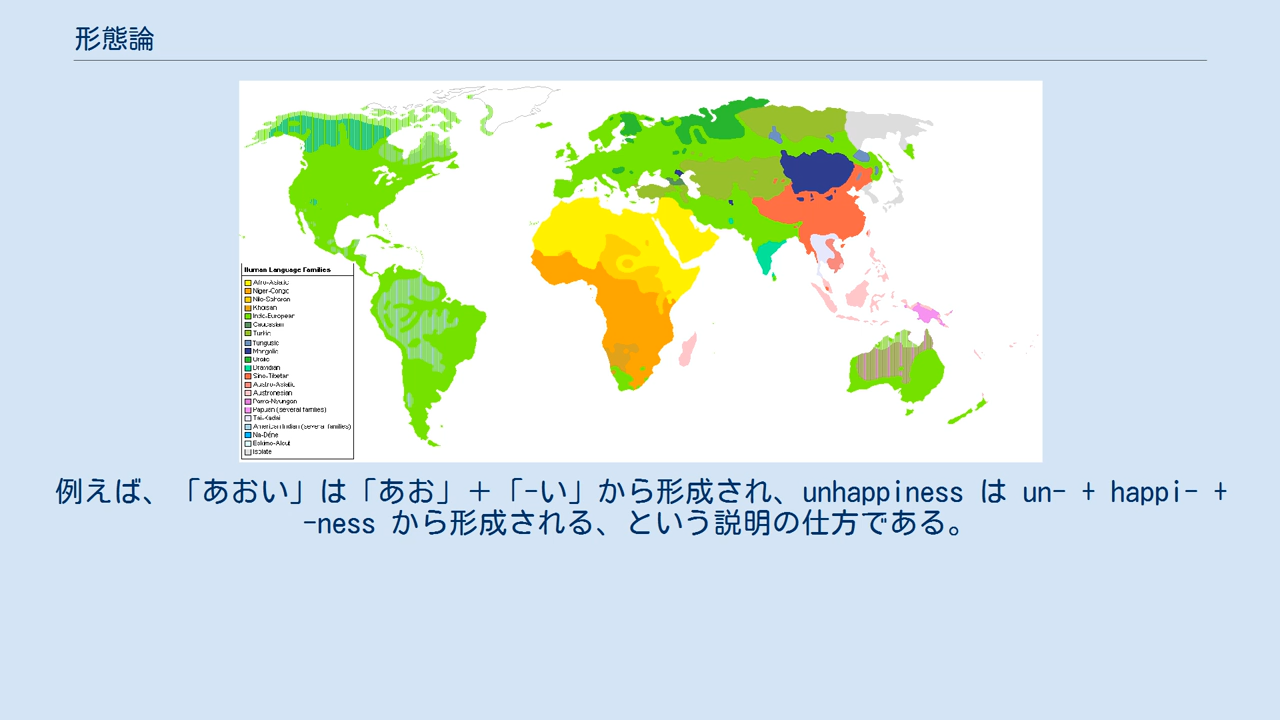 形態論
Human Language Families
Afro-Asiatic
Niger-Congo
Nilo-Saharan
Khoisan
Indo-European
Caucasian
Turkic
Tungusic
Mongolic
Uralic
Dravidian
Sino-Tibetan
Austro-Asiatic
Austronesian
Pama-Nyungan
Papuan (several families)
Tai-Kadai
American Indian (several families)
Na-Dené
Eskimo-Aleut
Isolate
例えば、「あおい」は「あお」＋「-い」から形成され、unhappiness は un- + happi- +
-ness から形成される、という説明の仕方である。